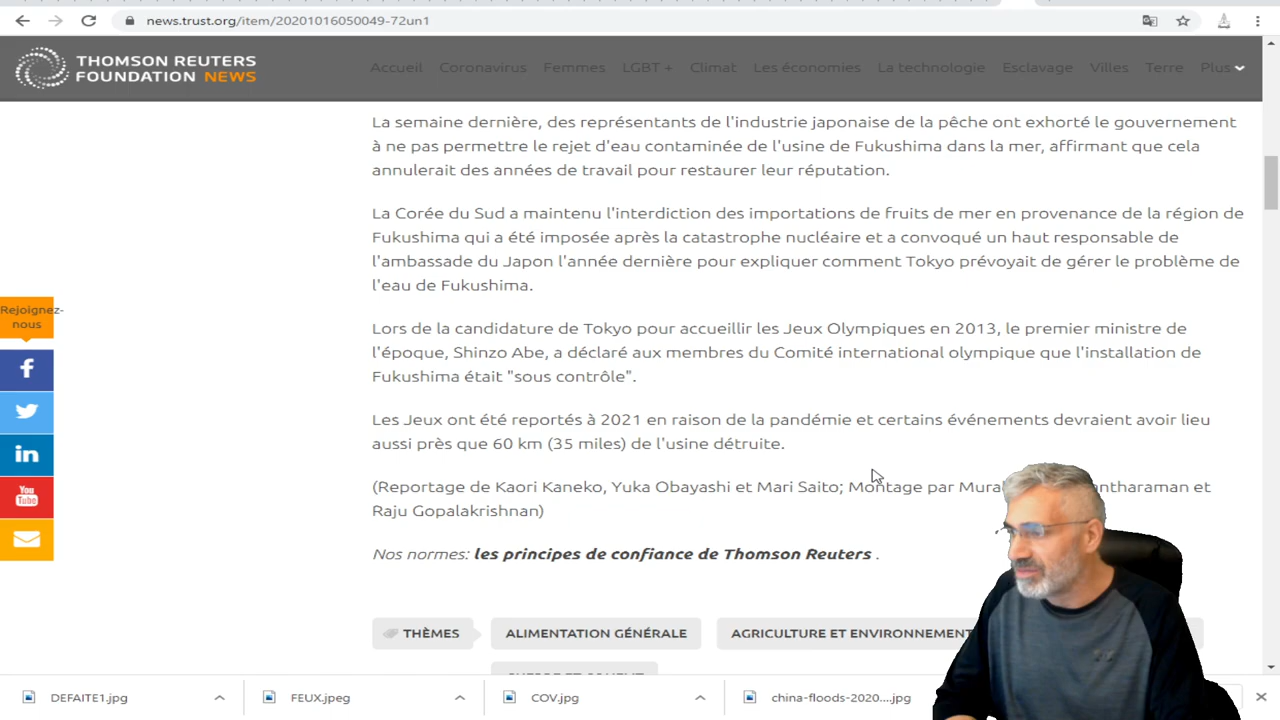 news.trust.org/item/20201016050049-72un1
THOMSON REUTERS
FOUNDATION NEWS
Accueil Coronavirus Femmes LGBT + Climat Les économies La technologie Esclavage Villes Terre Plus
La semaine dernière, des représentants de l'industrie japonaise de la pêche ont exhorté le gouvernement
à ne pas permettre le rejet d'eau contaminée de l'usine de Fukushima dans la mer, affirmant que cela
annulerait des années de travail pour restaurer leur réputation.
La Corée du Sud a maintenu l'interdiction des importations de fruits de mer en provenance de la région de
Fukushima qui a été imposée après la catastrophe nucléaire et a convoqué un haut responsable de
l'ambassade du Japon l'année dernière pour expliquer comment Tokyo prévoyait de gérer le problème de
l'eau de Fukushima.
Rejoignez-
nous
Lors de la candidature de Tokyo pour accueillir les Jeux Olympiques en 2013, le premier ministre de
l'époque, Shinzo Abe, a déclaré aux membres du Comité international olympique que l'installation de
Fukushima était "sous contrôle".
Les Jeux ont été reportés à 2021 en raison de la pandémie et certains événements devraient avoir lieu
aussi près que 60 km (35 miles) de l'usine détruite.
(Reportage de Kaori Kaneko, Yuka Obayashi et Mari Saito; Montage par et
Raju Gopalakrishnan)
Nos normes: les principes de confiance de Thomson Reuters .
You
Tube
THÈMES ALIMENTATION GÉNÉRALE AGRICULTURE ET ENVIRONNEMENT
DEFAITE1.jpg FEUX.jpeg COV.jpg china-floods-2020....jpg